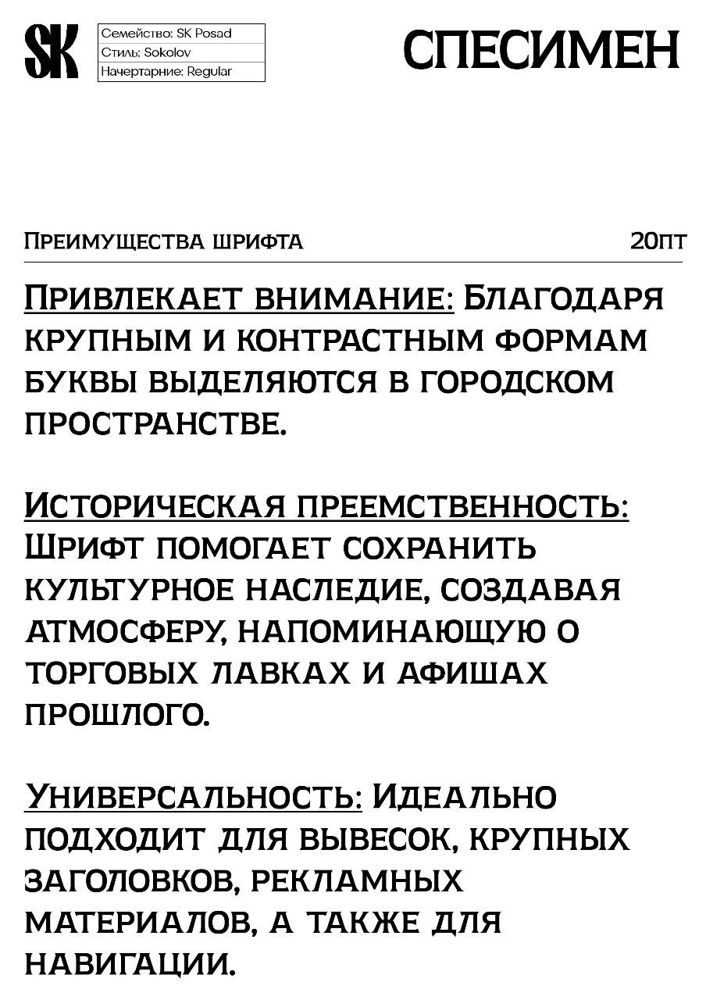 SK
Семейство: SK Posad
Стиль: Sokolov
Начертарние: Regular
СПЕСИМЕН
Преимущества шрифта
20пт
Привлекает внимание: Благодаря
крупным и контрастным формам
буквы выделяются в городском
пространстве.
Историческая преемственность:
Шрифт помогает сохранить
культурное наследие, создавая
атмосферу, напоминающую о
торговых лавках и афишах
прошлого.
Универсальность: Идеально
подходит для вывесок, крупных
заголовков, рекламных
материалов, а также для
навигации.